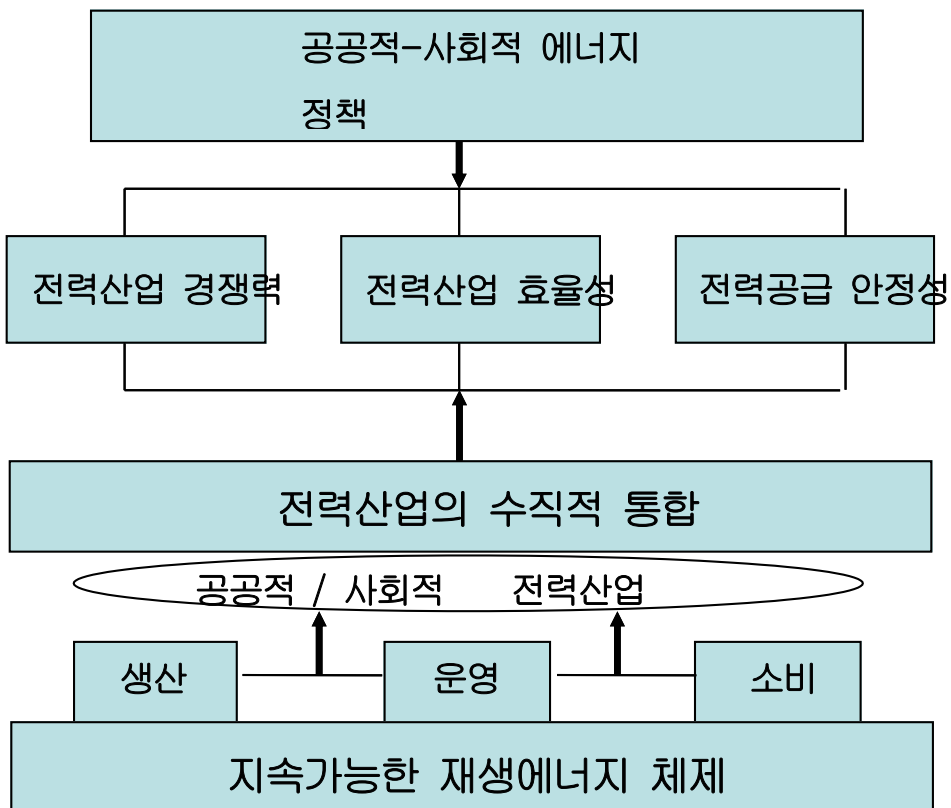 공공적-사회적 에너지
정책
전력산업 경쟁력
전력산업 효율성
전력공급 안정성
전력산업의 수직적 통합
공공적 / 사회적 전력산업
생산
운영
소비
지속가능한 재생에너지 체제